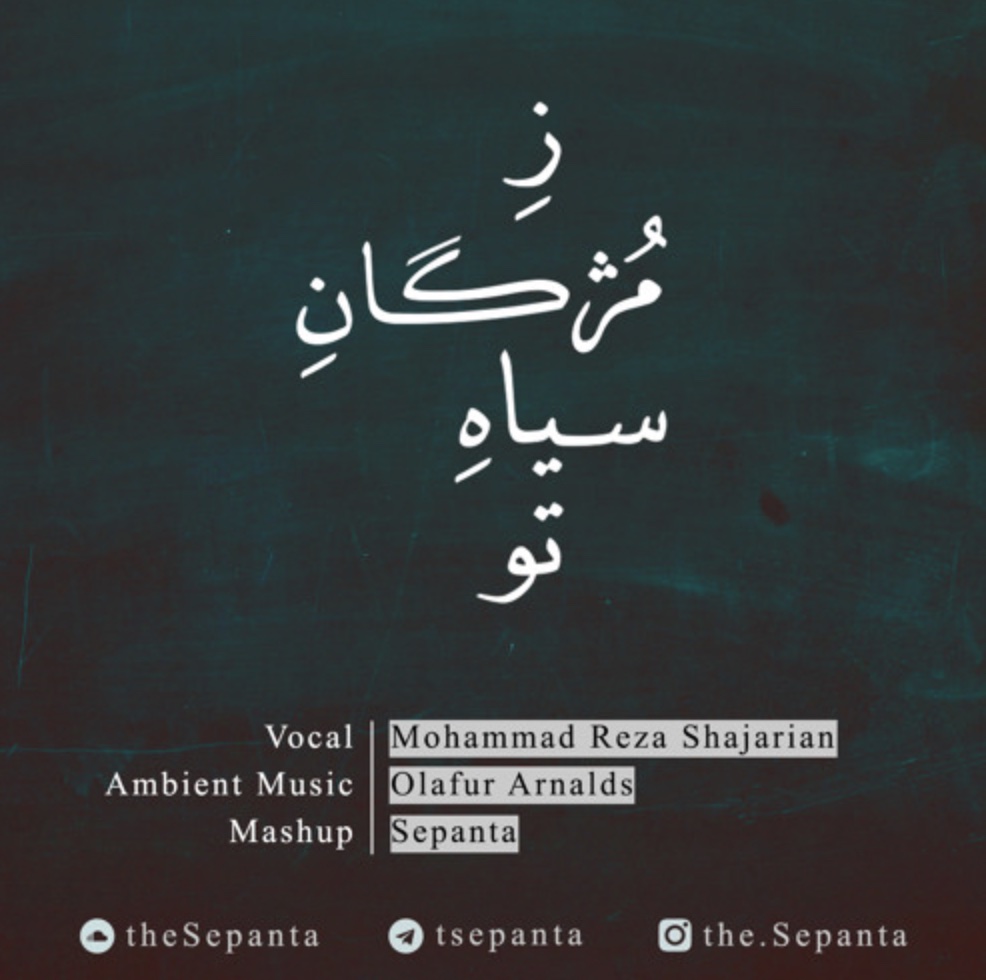 زِ
مُژگانِ
سیاهِ
تو
Vocal Mohammad Reza Shajarian
Ambient Music Olafur Arnalds
Mashup Sepanta
theSepanta tsepanta the.Sepanta